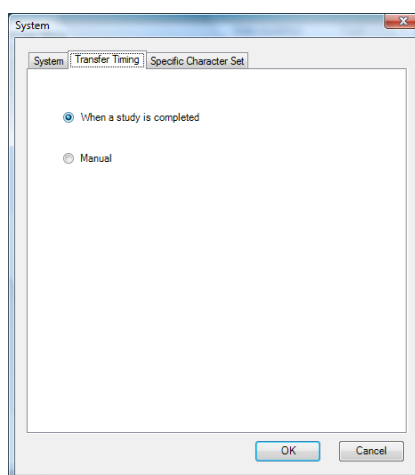 System
System Transfer Timing Specific Character Set
When a study is completed
Manual
OK Cancel